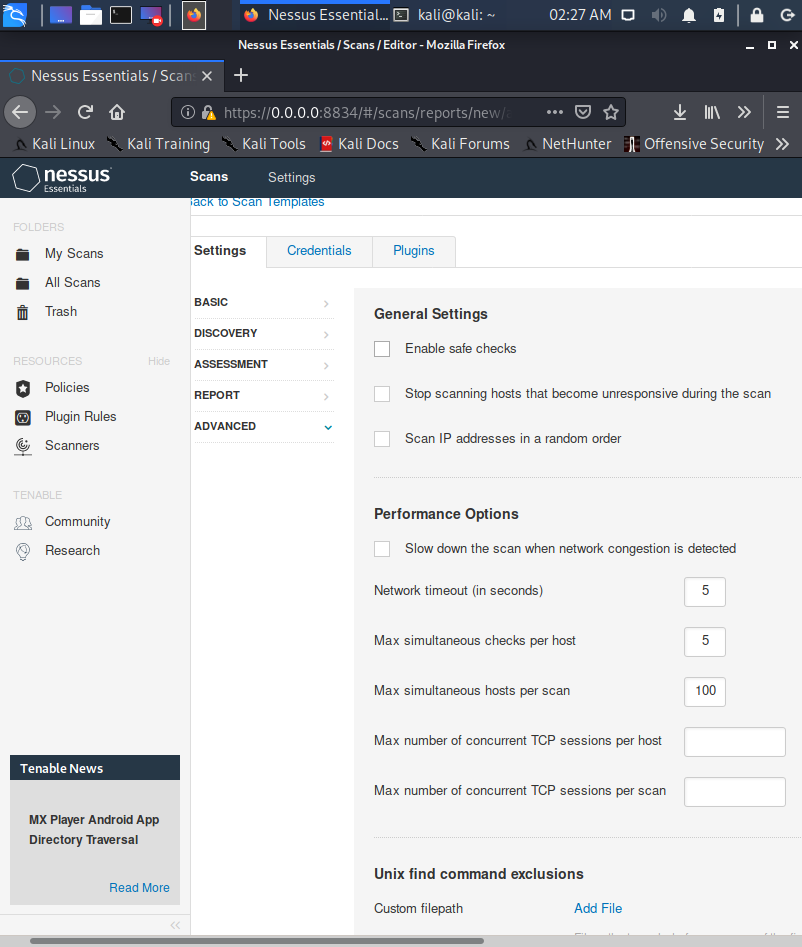 Nessus Essential...
kali@kali: ~
02:27 AM
Nessus Essentials / Scans / Editor - Mozilla Firefox
Nessus Essentials / Scans
https://0.0.0.0:8834/#/scans/reports/new/
Kali Linux
Kali Training
Kali Tools
Kali Docs
Kali Forums
NetHunter
Offensive Security
nessus
Essentials
Scans
Settings
FOLDERS
My Scans
All Scans
Trash
RESOURCES
Hide
Policies
Plugin Rules
Scanners
TENABLE
Community
Research
Tenable News
MX Player Android App
Directory Traversal
Read More
Back to Scan Templates
Settings
Credentials
Plugins
BASIC
DISCOVERY
ASSESSMENT
REPORT
ADVANCED
General Settings
Enable safe checks
Stop scanning hosts that become unresponsive during the scan
Scan IP addresses in a random order
Performance Options
Slow down the scan when network congestion is detected
Network timeout (in seconds)
5
Max simultaneous checks per host
5
Max simultaneous hosts per scan
100
Max number of concurrent TCP sessions per host
Max number of concurrent TCP sessions per scan
Unix find command exclusions
Custom filepath
Add File